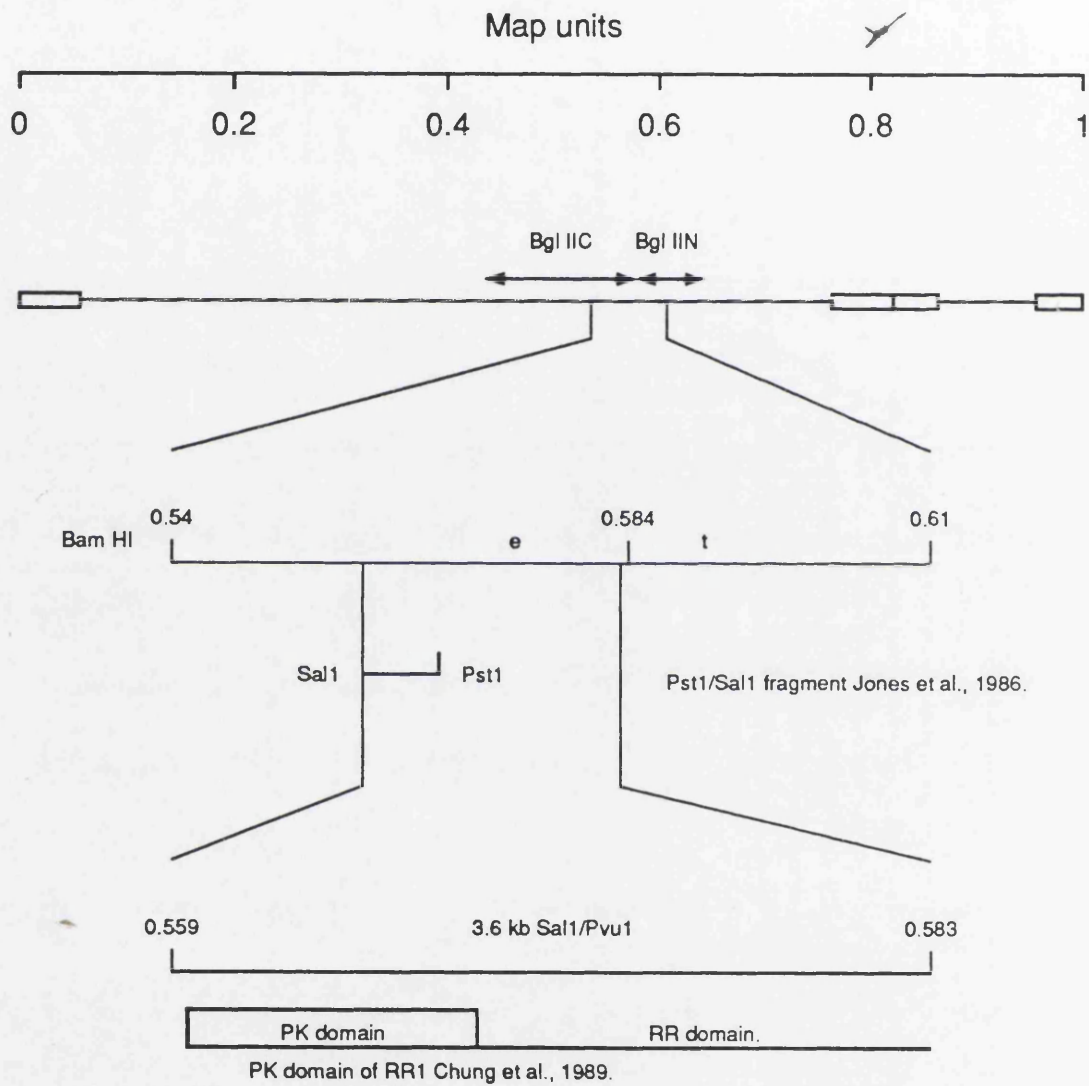 Map units
0 0.2 0.4 0.6 0.8 1
Bgl IIC Bgl IIN
0.54 0.584 0.61
Bam HI e t
Sal1 Pst1 Pst1/Sal1 fragment Jones et al., 1986.
0.559 3.6 kb Sal1/Pvu1 0.583
PK domain RR domain.
PK domain of RR1 Chung et al., 1989.